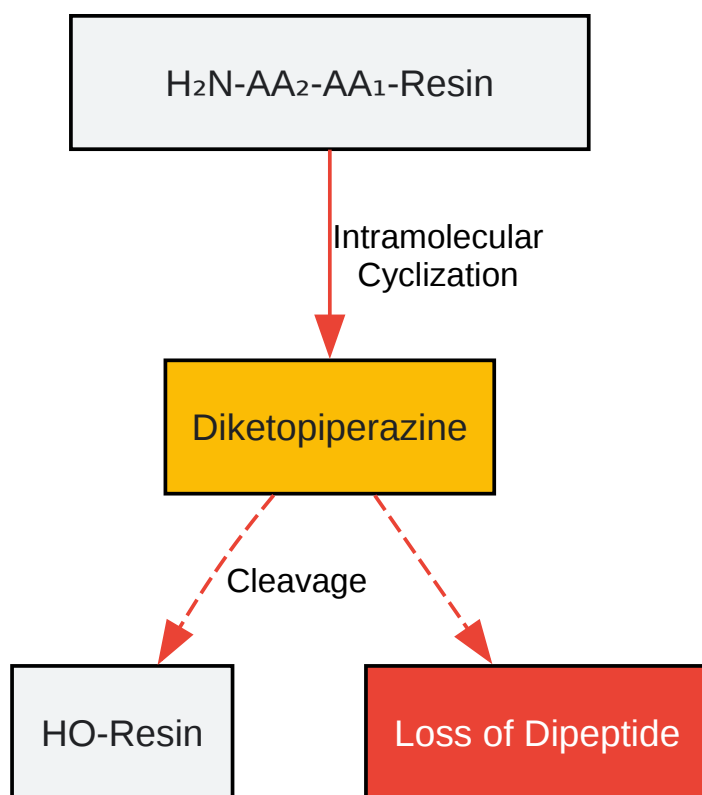 H₂N-AA₂-AA₁-Resin
Intramolecular
Cyclization
Diketopiperazine
Cleavage
HO-Resin
Loss of Dipeptide